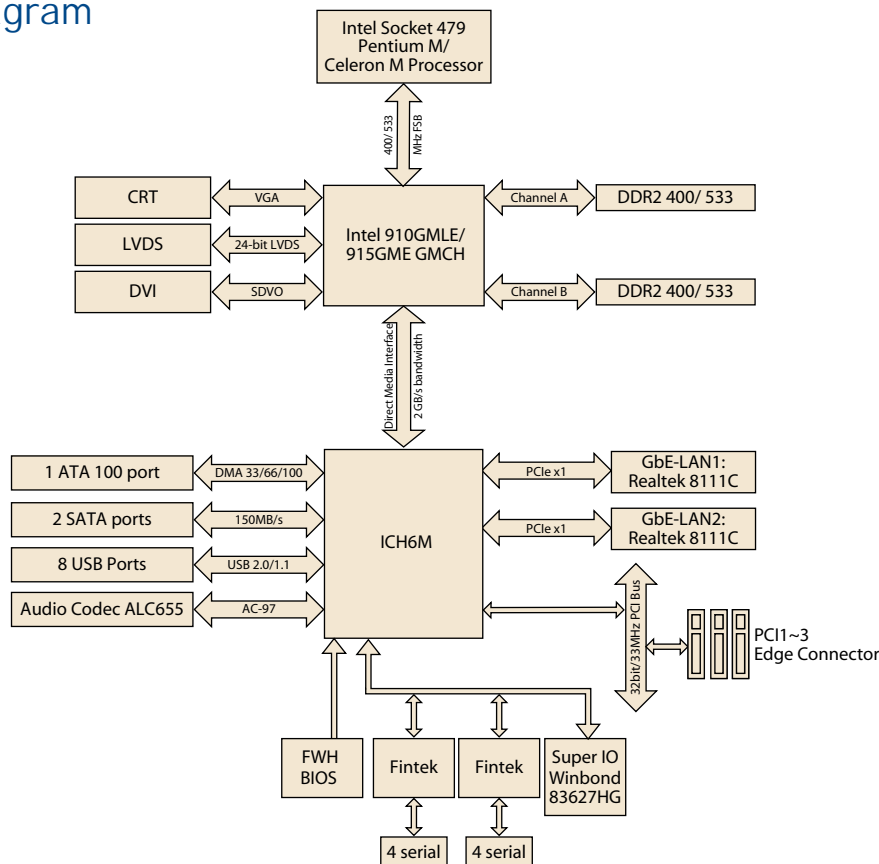 gram
Intel Socket 479
Pentium M/
Celeron M Processor
400/ 533
MHz FSB
CRT
VGA
Intel 910GMLE/
915GME GMCH
Channel A
DDR2 400/ 533
LVDS
24-bit LVDS
DVI
SDVO
Channel B
DDR2 400/ 533
Direct Media Interface
2 GB/s bandwidth
1 ATA 100 port
DMA 33/66/100
ICH6M
PCIe x1
GbE-LAN1:
Realtek 8111C
2 SATA ports
150MB/s
PCIe x1
GbE-LAN2:
Realtek 8111C
8 USB Ports
USB 2.0/1.1
Audio Codec ALC655
AC-97
32bit/33MHz PCI Bus
PCI1~3
Edge Connector
FWH
BIOS
Fintek
Fintek
Super IO
Winbond
83627HG
4 serial
4 serial